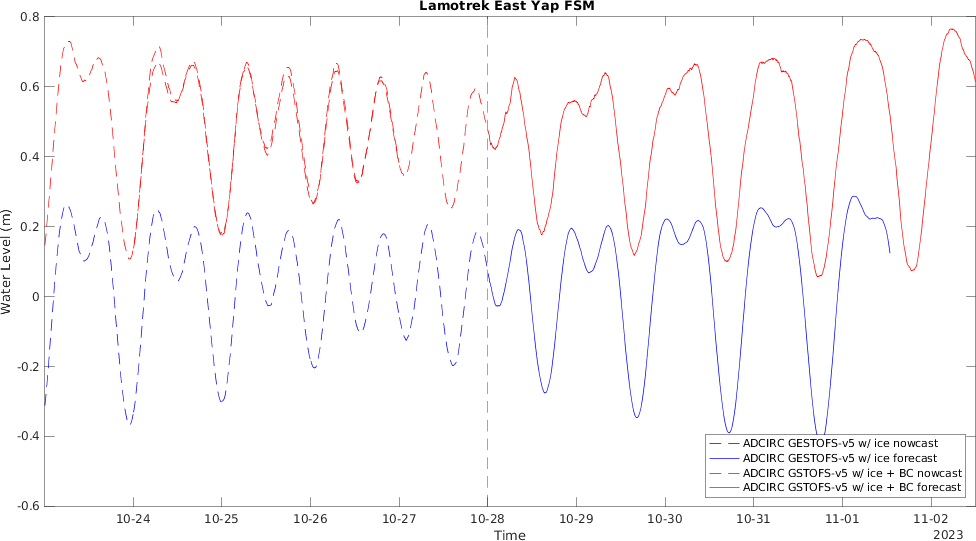 Lamotrek East Yap FSM
0.8
0.6
0.4
0.2
0
-0.2
-0.4
-0.6
Water Level (m)
ADCIRC GESTOFS-v5 w/ ice nowcast
ADCIRC GESTOFS-v5 w/ ice forecast
ADCIRC GSTOFS-v5 w/ ice + BC nowcast
ADCIRC GSTOFS-v5 w/ ice + BC forecast
10-24 10-25 10-26 10-27 10-28 10-29 10-30 10-31 11-01 11-02
Time
2023